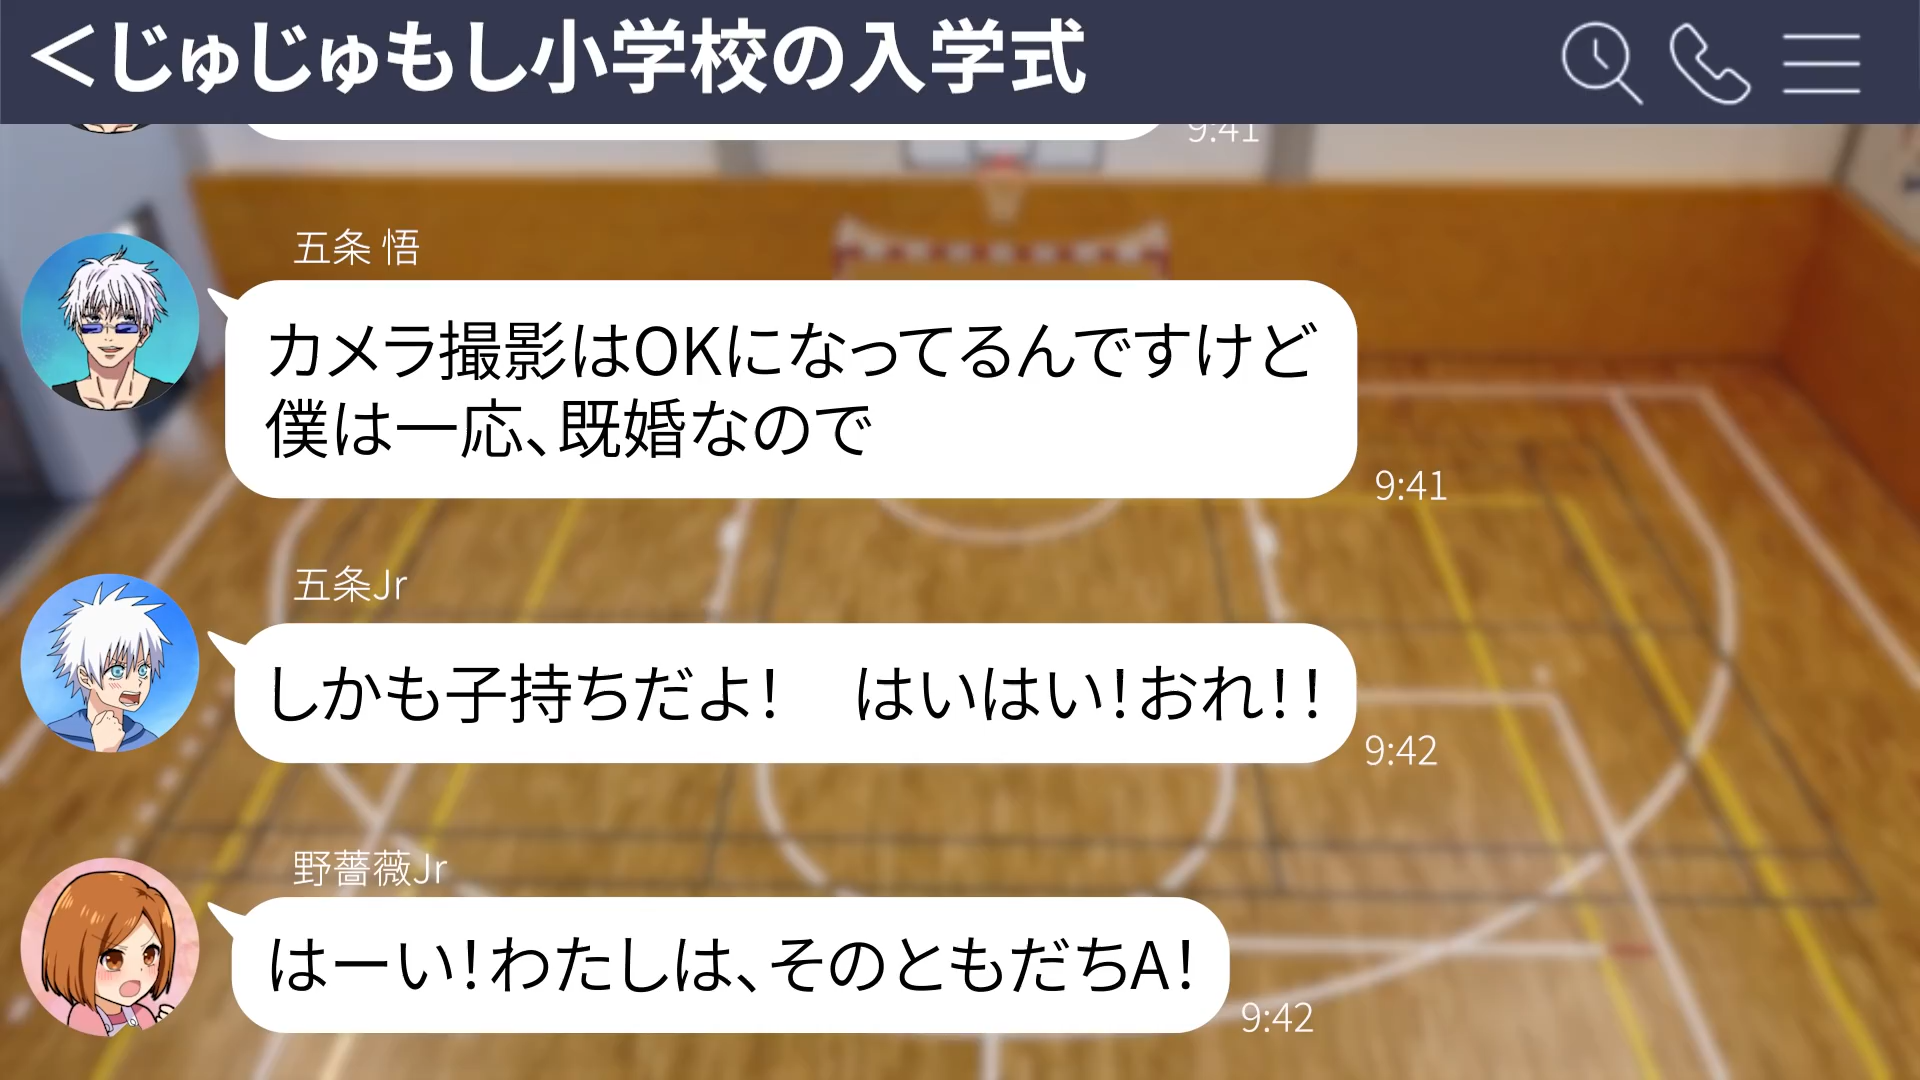 ＜じゅじゅもし小学校の入学式
9:41
五条 悟
カメラ撮影はOKになってるんですけど
僕は一応、既婚なので
9:41
五条Jr
しかも子持ちだよ！　はいはい！おれ！！
9:42
野薔薇Jr
はーい！わたしは、そのともだちA！
9:42